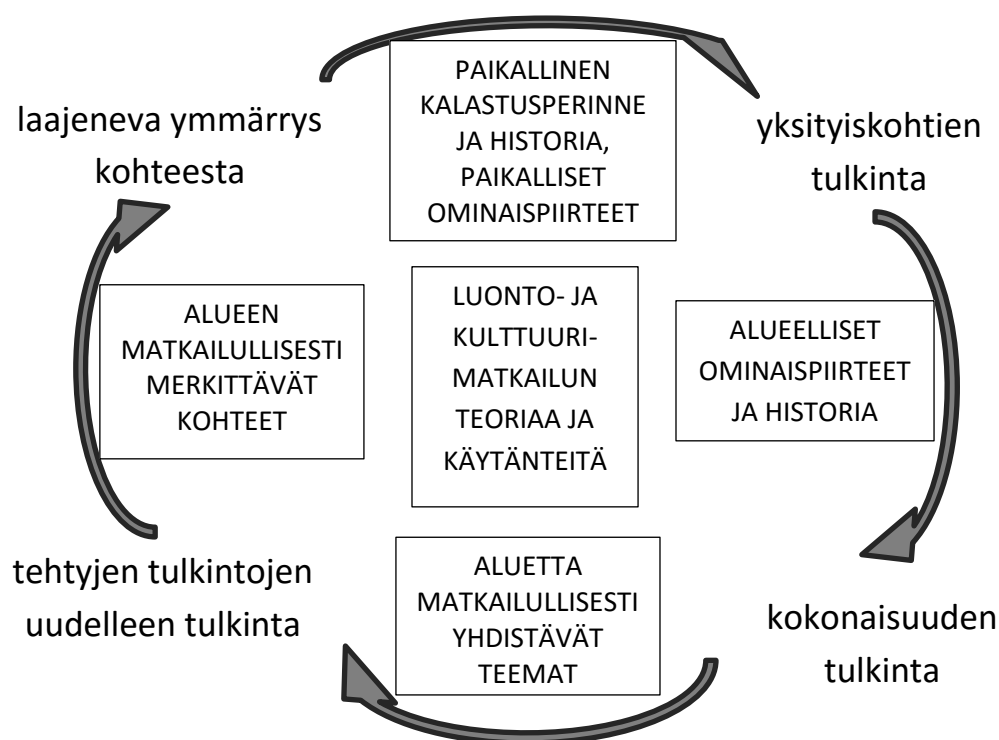 PAIKALLINEN
KALASTUSPERINNE
JA HISTORIA,
PAIKALLISET
OMINAISPIRTEET
laajeneva ymmärrys
kohteesta
yksityiskohtien
tulkinta
ALUEEN
MATKAILULLISESTI
MERKITTÄVÄT
KOHTEET
LUONTO- JA
KULTTUURI-
MATKAILUN
TEORIAA JA
KÄYTÄNTEITÄ
ALUEELLISET
OMINAISPIIRTEET
JA HISTORIA
tehtyjen tulkintojen
uudelleen tulkinta
ALUETTA
MATKAILULLISESTI
YHDISTÄVÄT
TEEMAT
kokonaisuuden
tulkinta